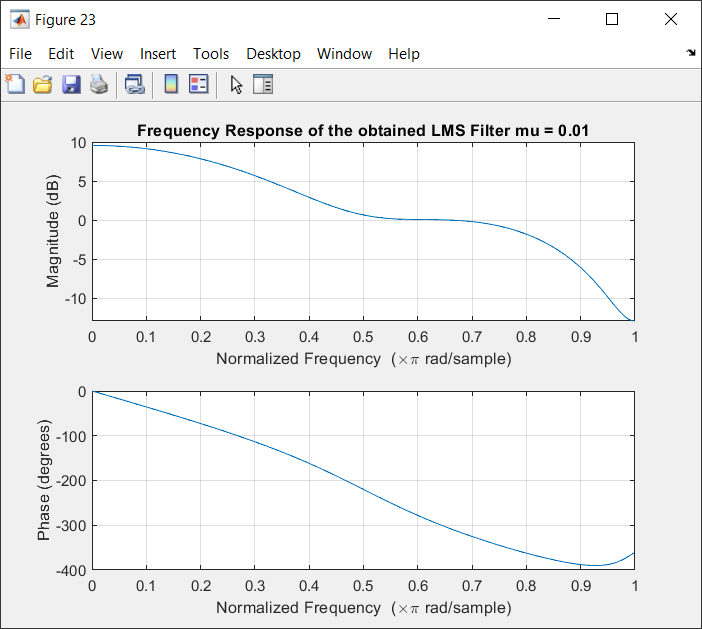 Figure 23
File Edit View Insert Tools Desktop Window Help
Frequency Response of the obtained LMS Filter mu = 0.01
10
5
0
-5
-10
Magnitude (dB)
0 0.1 0.2 0.3 0.4 0.5 0.6 0.7 0.8 0.9 1
Normalized Frequency (×π rad/sample)
0
-100
-200
-300
-400
Phase (degrees)
0 0.1 0.2 0.3 0.4 0.5 0.6 0.7 0.8 0.9 1
Normalized Frequency (×π rad/sample)